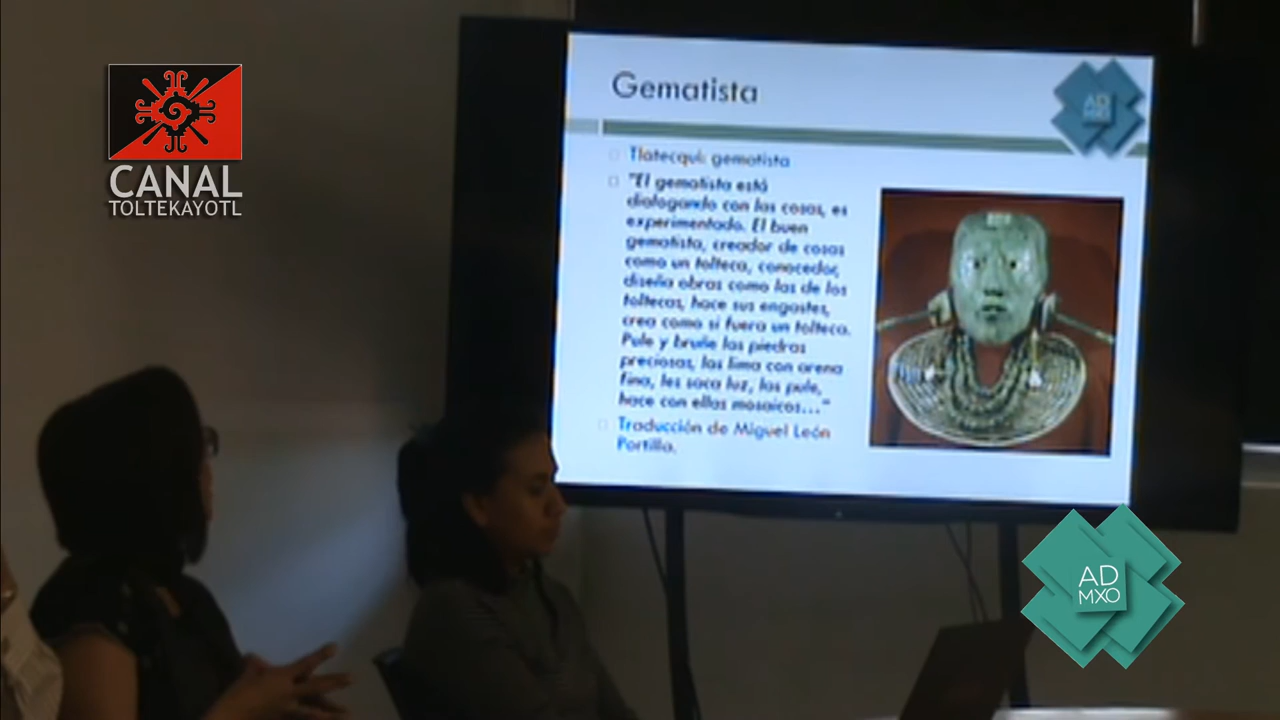 CANAL
TOLTEKAYOTL
Gematista
AD
MXO
Tlatecqui: gematista
"El gematista está
dialogando con las cosas, es
experimentado. El buen
gematista, creador de cosas
como un tolteca, conocedor,
diseña obras como las de los
toltecas, hace sus engastes,
crea como si fuera un tolteca.
Pule y bruñe las piedras
preciosas, las lima con arena
fina, les saca luz, las pule,
hace con ellas mosaicos..."
Traducción de Miguel León
Portilla.
AD
MXO